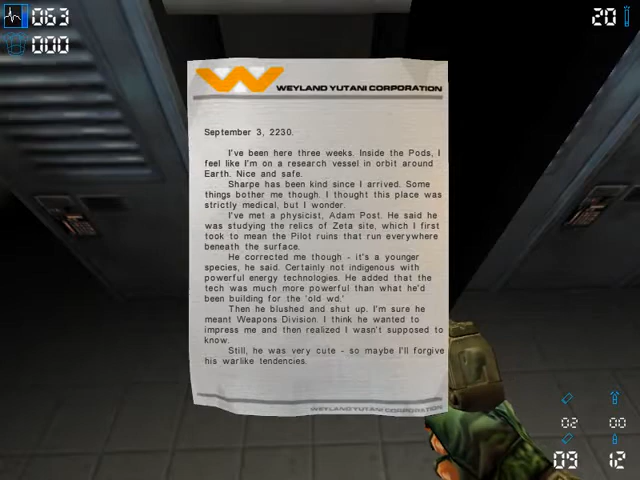 063
20
000
WEYLAND YUTANI CORPORATION
September 3, 2230.
I've been here three weeks. Inside the Pods, I
feel like I'm on a research vessel in orbit around
Earth. Nice and safe.
Sharpe has been kind since I arrived. Some
things bother me though. I thought this place was
strictly medical, but I wonder.
I've met a physicist, Adam Post. He said he
was studying the relics of Zeta site, which I first
took to mean the Pilot ruins that run everywhere
beneath the surface.
He corrected me though - it's a younger
species, he said. Certainly not indigenous with
powerful energy technologies. He added that the
tech was much more powerful than what he'd
been building for the 'old wd.'
Then he blushed and shut up. I'm sure he
meant Weapons Division. I think he wanted to
impress me and then realized I wasn't supposed to
know.
Still, he was very cute - so maybe I'll forgive
his warlike tendencies.
WEYLAND YUTANI CORPORATION
02 00
09 12